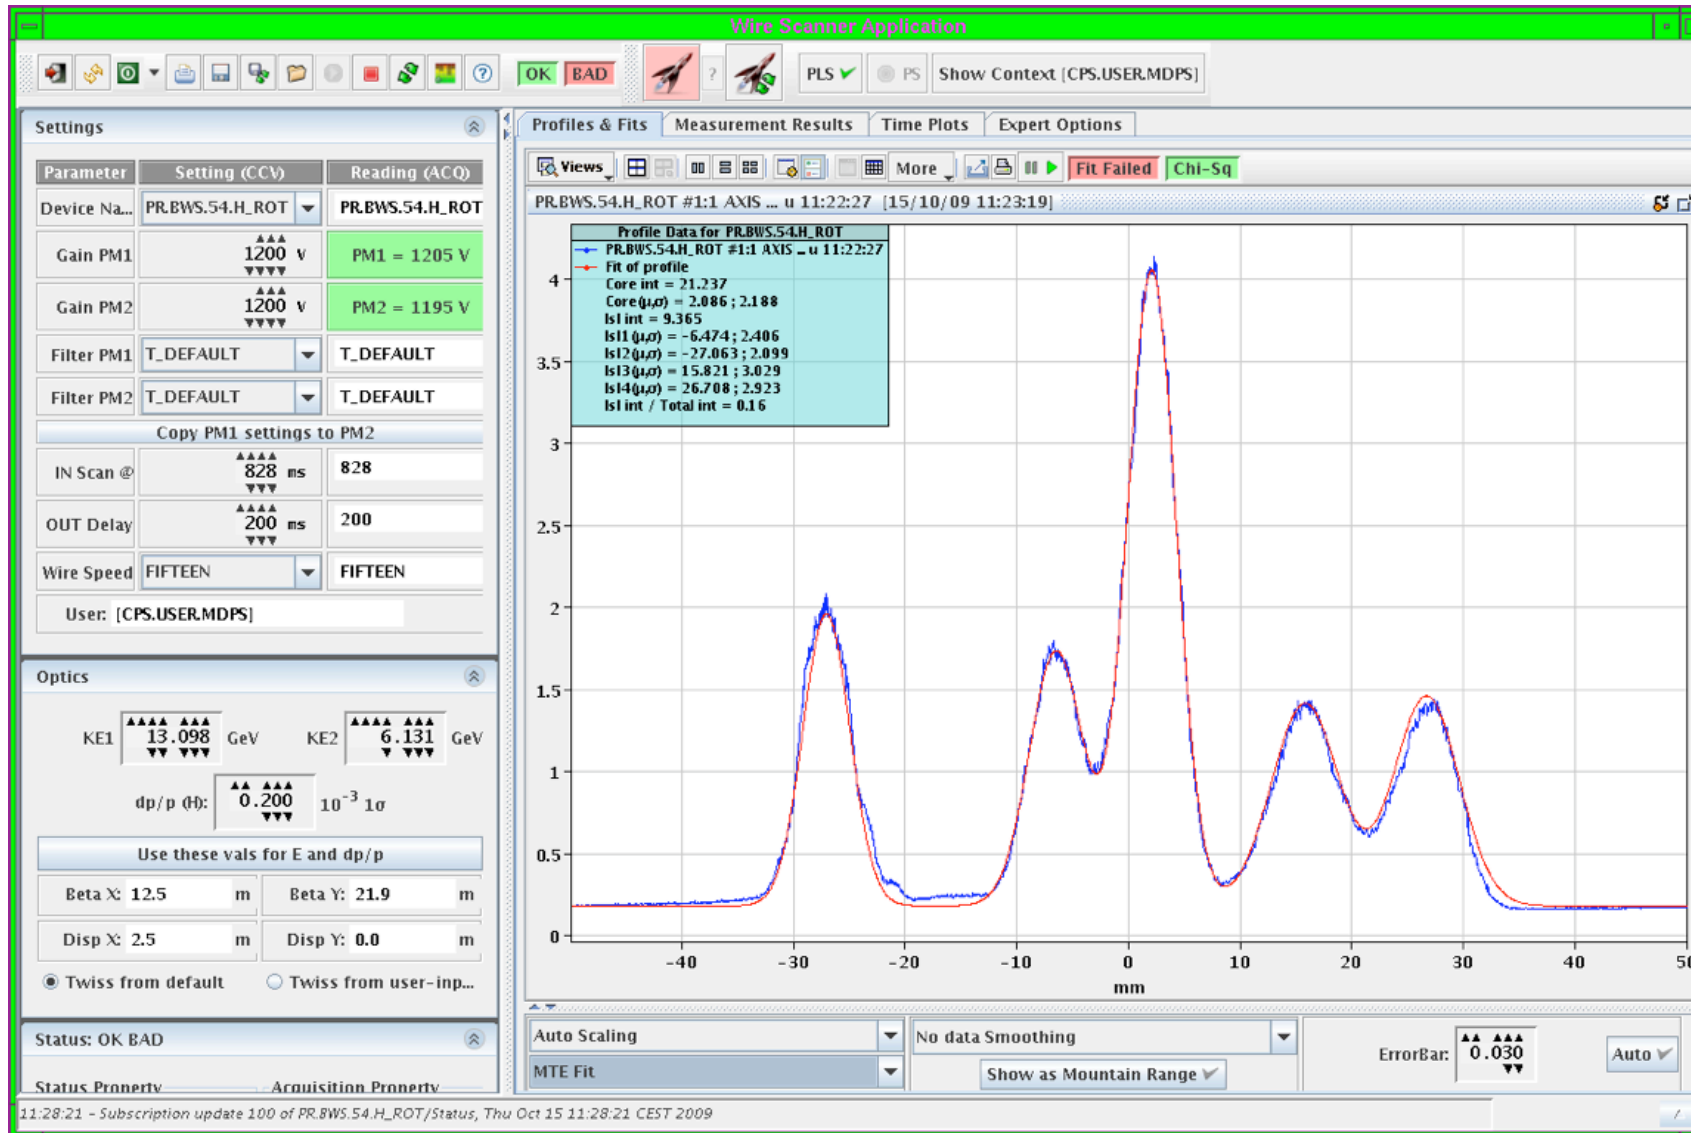 Wire Scanner Application
OK BAD ? PLS PS Show Context [CPS.USER.MDPS]
Settings
Parameter Setting (CCV) Reading (ACQ)
Device Na... PR.BWS.54.H_ROT PR.BWS.54.H_ROT
Gain PM1 1200 V PM1 = 1205 V
Gain PM2 1200 V PM2 = 1195 V
Filter PM1 T_DEFAULT T_DEFAULT
Filter PM2 T_DEFAULT T_DEFAULT
Copy PM1 settings to PM2
IN Scan @ 828 ms 828
OUT Delay 200 ms 200
Wire Speed FIFTEEN FIFTEEN
User: [CPS.USER.MDPS]
Optics
KE1 13.098 GeV KE2 6.131 GeV
dp/p (H): 0.200 10⁻³ 1σ
Use these vals for E and dp/p
Beta X: 12.5 m Beta Y: 21.9 m
Disp X: 2.5 m Disp Y: 0.0 m
Twiss from default Twiss from user-inp...
Status: OK BAD
Status Property Acquisition Property
Profiles & Fits Measurement Results Time Plots Expert Options
Views More Fit Failed Chi-Sq
PR.BWS.54.H_ROT #1:1 AXIS ... u 11:22:27 [15/10/09 11:23:19]
Profile Data for PR.BWS.54.H_ROT
PR.BWS.54.H_ROT #1:1 AXIS ... u 11:22:27
Fit of profile
Core int = 21.237
Core(μ,σ) = 2.086 ; 2.188
Isl int = 9.365
Isl1(μ,σ) = -6.474 ; 2.406
Isl2(μ,σ) = -27.063 ; 2.099
Isl3(μ,σ) = 15.821 ; 3.029
Isl4(μ,σ) = 26.708 ; 2.923
Isl int / Total int = 0.16
4
3.5
3
2.5
2
1.5
1
0.5
0
-40 -30 -20 -10 0 10 20 30 40 50
mm
Auto Scaling No data Smoothing
MTE Fit Show as Mountain Range
ErrorBar: 0.030 Auto
11:28:21 - Subscription update 100 of PR.BWS.54.H_ROT/Status, Thu Oct 15 11:28:21 CEST 2009